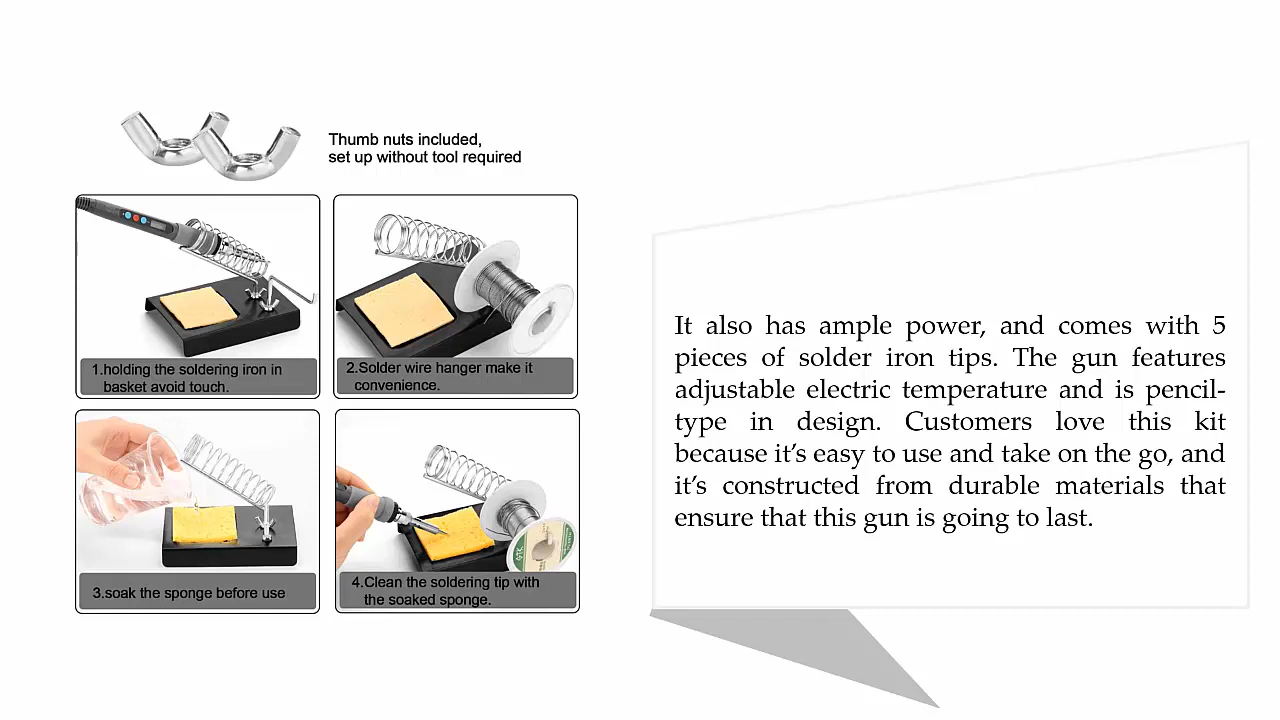 Thumb nuts included,
set up without tool required
1.holding the soldering iron in
basket avoid touch.
2.Solder wire hanger make it
convenience.
3.soak the sponge before use
4.Clean the soldering tip with
the soaked sponge.
It also has ample power, and comes with 5
pieces of solder iron tips. The gun features
adjustable electric temperature and is pencil-
type in design. Customers love this kit
because it’s easy to use and take on the go, and
it’s constructed from durable materials that
ensure that this gun is going to last.